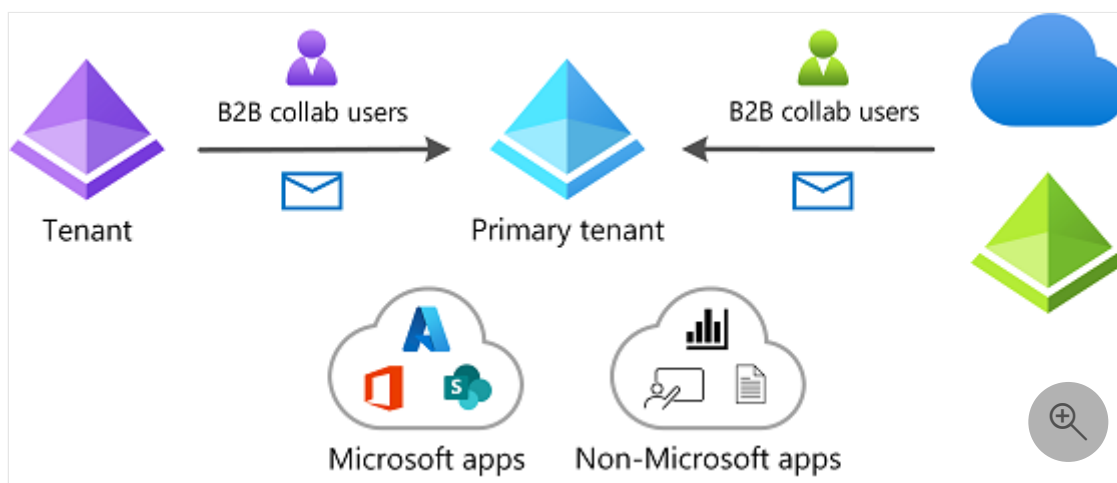 B2B collab users
B2B collab users
Tenant
Primary tenant
S
Microsoft apps
Non-Microsoft apps